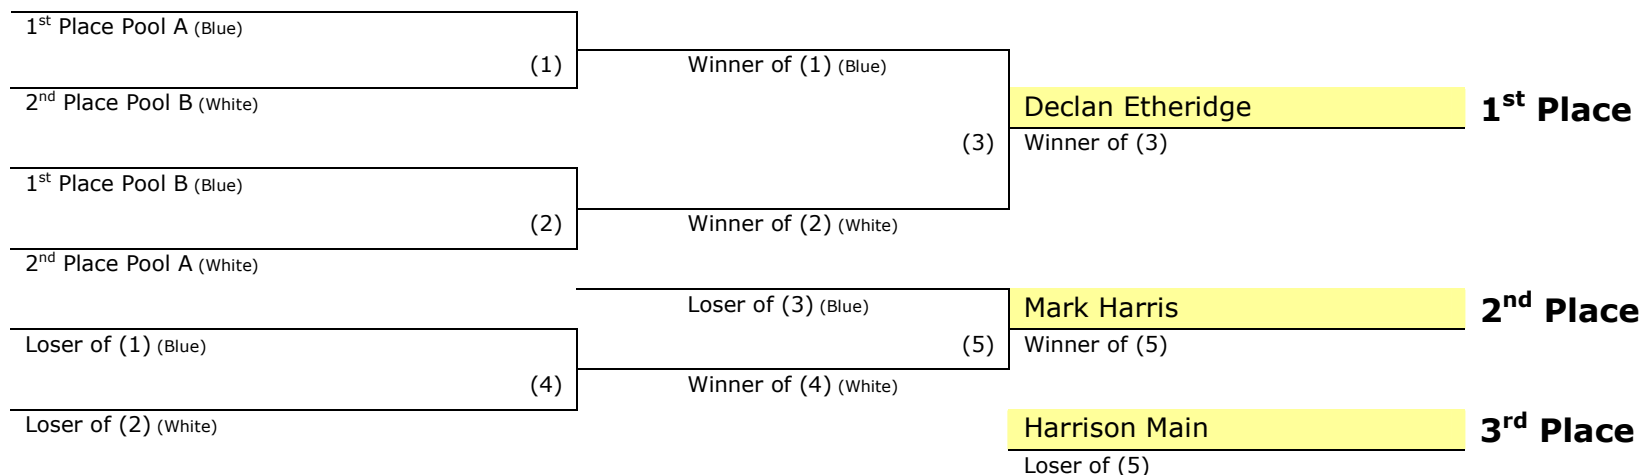 1st Place Pool A (Blue)
(1)
Winner of (1) (Blue)
2nd Place Pool B (White)
Declan Etheridge
1st Place
(3)
Winner of (3)
1st Place Pool B (Blue)
(2)
Winner of (2) (White)
2nd Place Pool A (White)
Loser of (3) (Blue)
Mark Harris
2nd Place
Loser of (1) (Blue)
(5)
Winner of (5)
(4)
Winner of (4) (White)
Loser of (2) (White)
Harrison Main
3rd Place
Loser of (5)